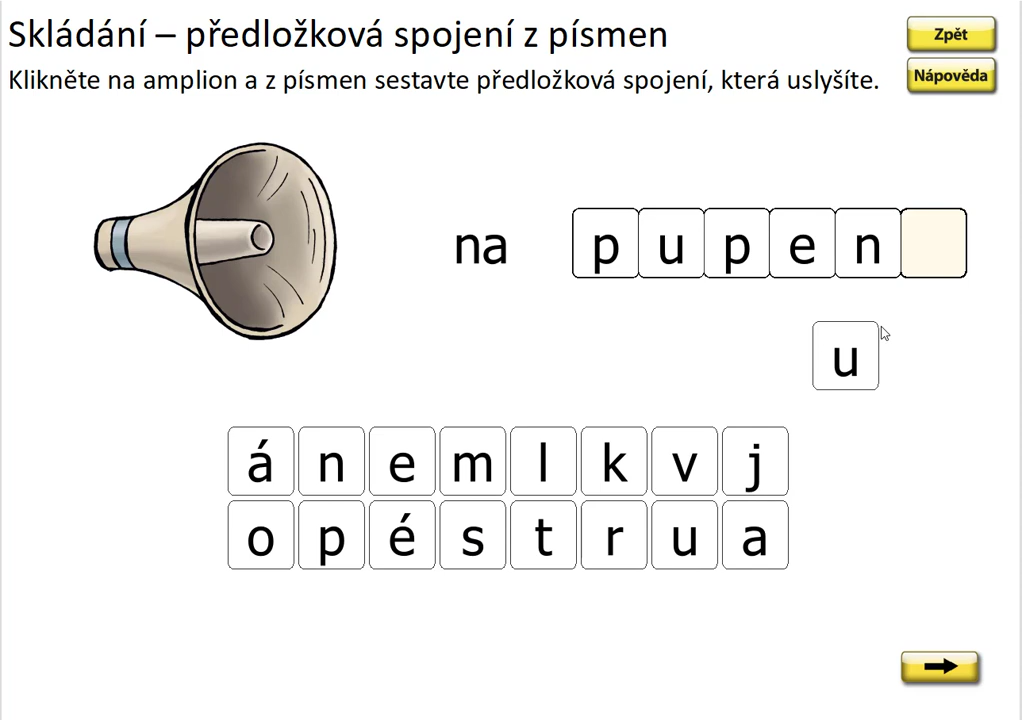 Skládání – předložková spojení z písmen
Zpět
Klikněte na amplion a z písmen sestavte předložková spojení, která uslyšíte.
Nápověda
na p u p e n
u
á n e m l k v j
o p é s t r u a